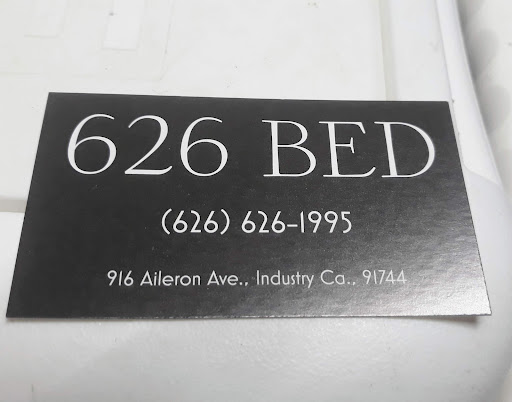 626 BED
(626) 626-1995
916 Aileron Ave., Industry Ca., 91744